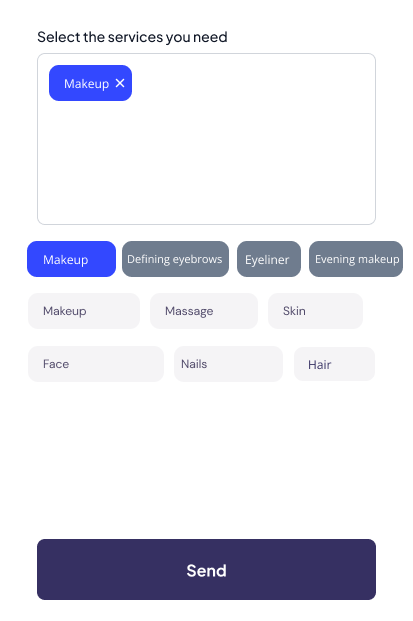 Select the services you need
Makeup ✕
Makeup Defining eyebrows Eyeliner Evening makeup
Makeup Massage Skin
Face Nails Hair
Send